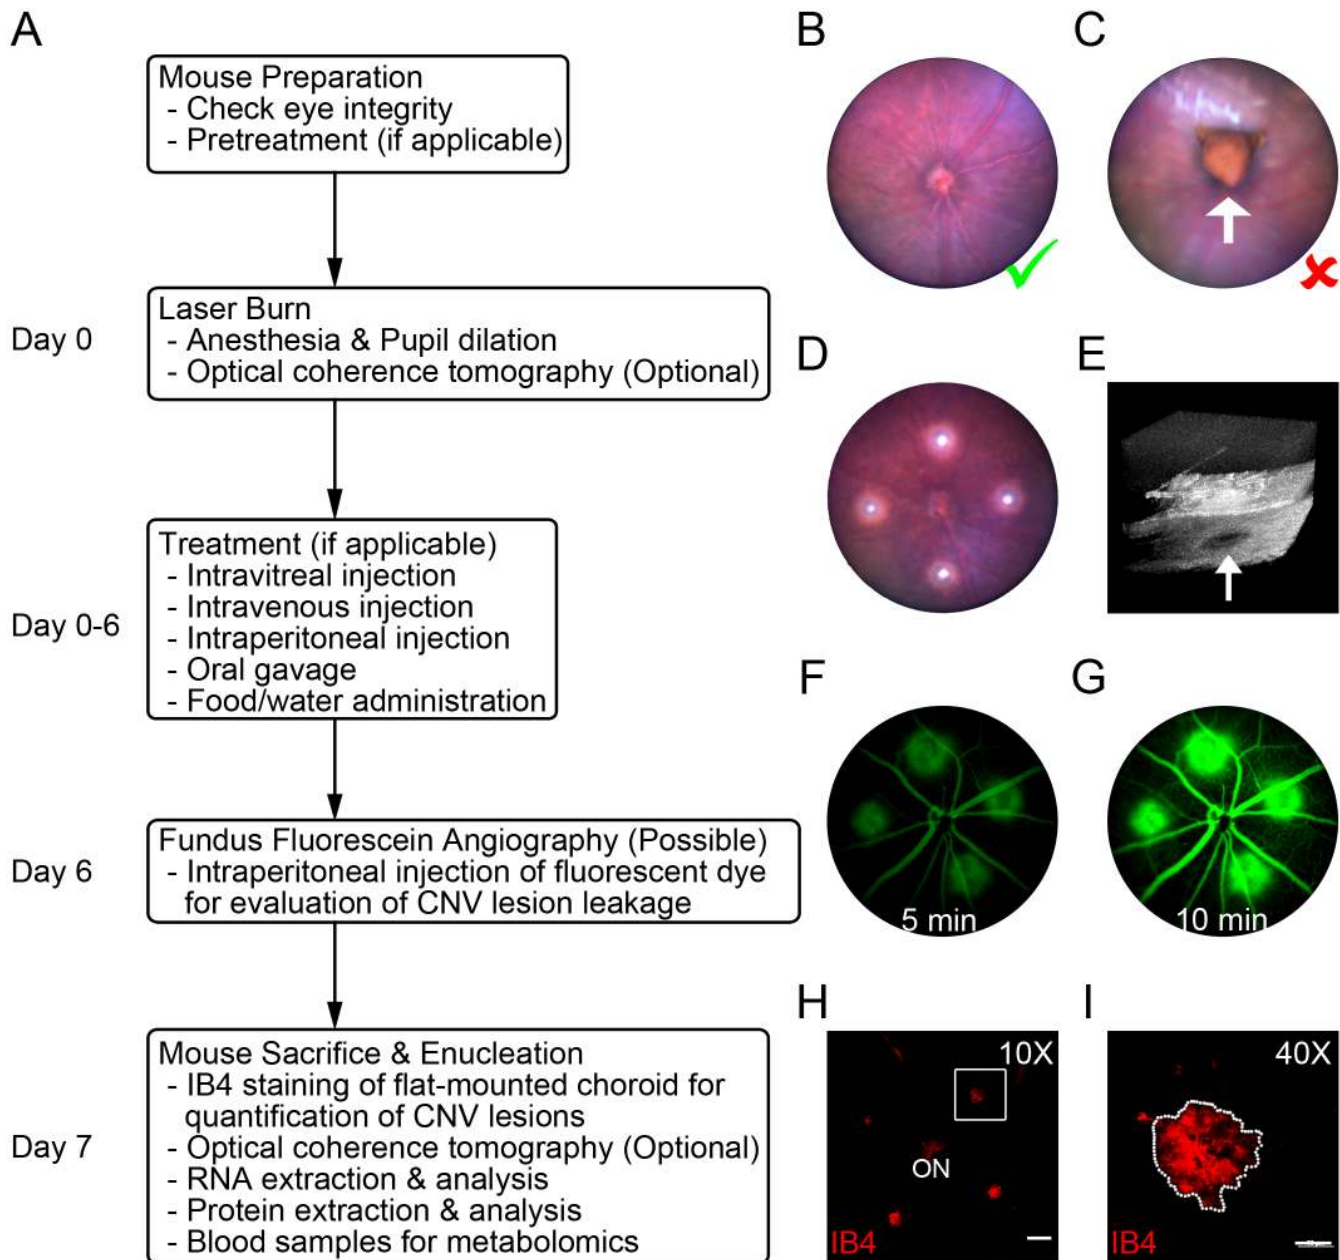 A
Mouse Preparation
- Check eye integrity
- Pretreatment (if applicable)
Day 0
Laser Burn
- Anesthesia & Pupil dilation
- Optical coherence tomography (Optional)
Day 0-6
Treatment (if applicable)
- Intravitreal injection
- Intravenous injection
- Intraperitoneal injection
- Oral gavage
- Food/water administration
Day 6
Fundus Fluorescein Angiography (Possible)
- Intraperitoneal injection of fluorescent dye
for evaluation of CNV lesion leakage
Day 7
Mouse Sacrifice & Enucleation
- IB4 staining of flat-mounted choroid for
quantification of CNV lesions
- Optical coherence tomography (Optional)
- RNA extraction & analysis
- Protein extraction & analysis
- Blood samples for metabolomics
B
C
D
E
F
5 min
G
10 min
H
10X
ON
IB4
I
40X
IB4